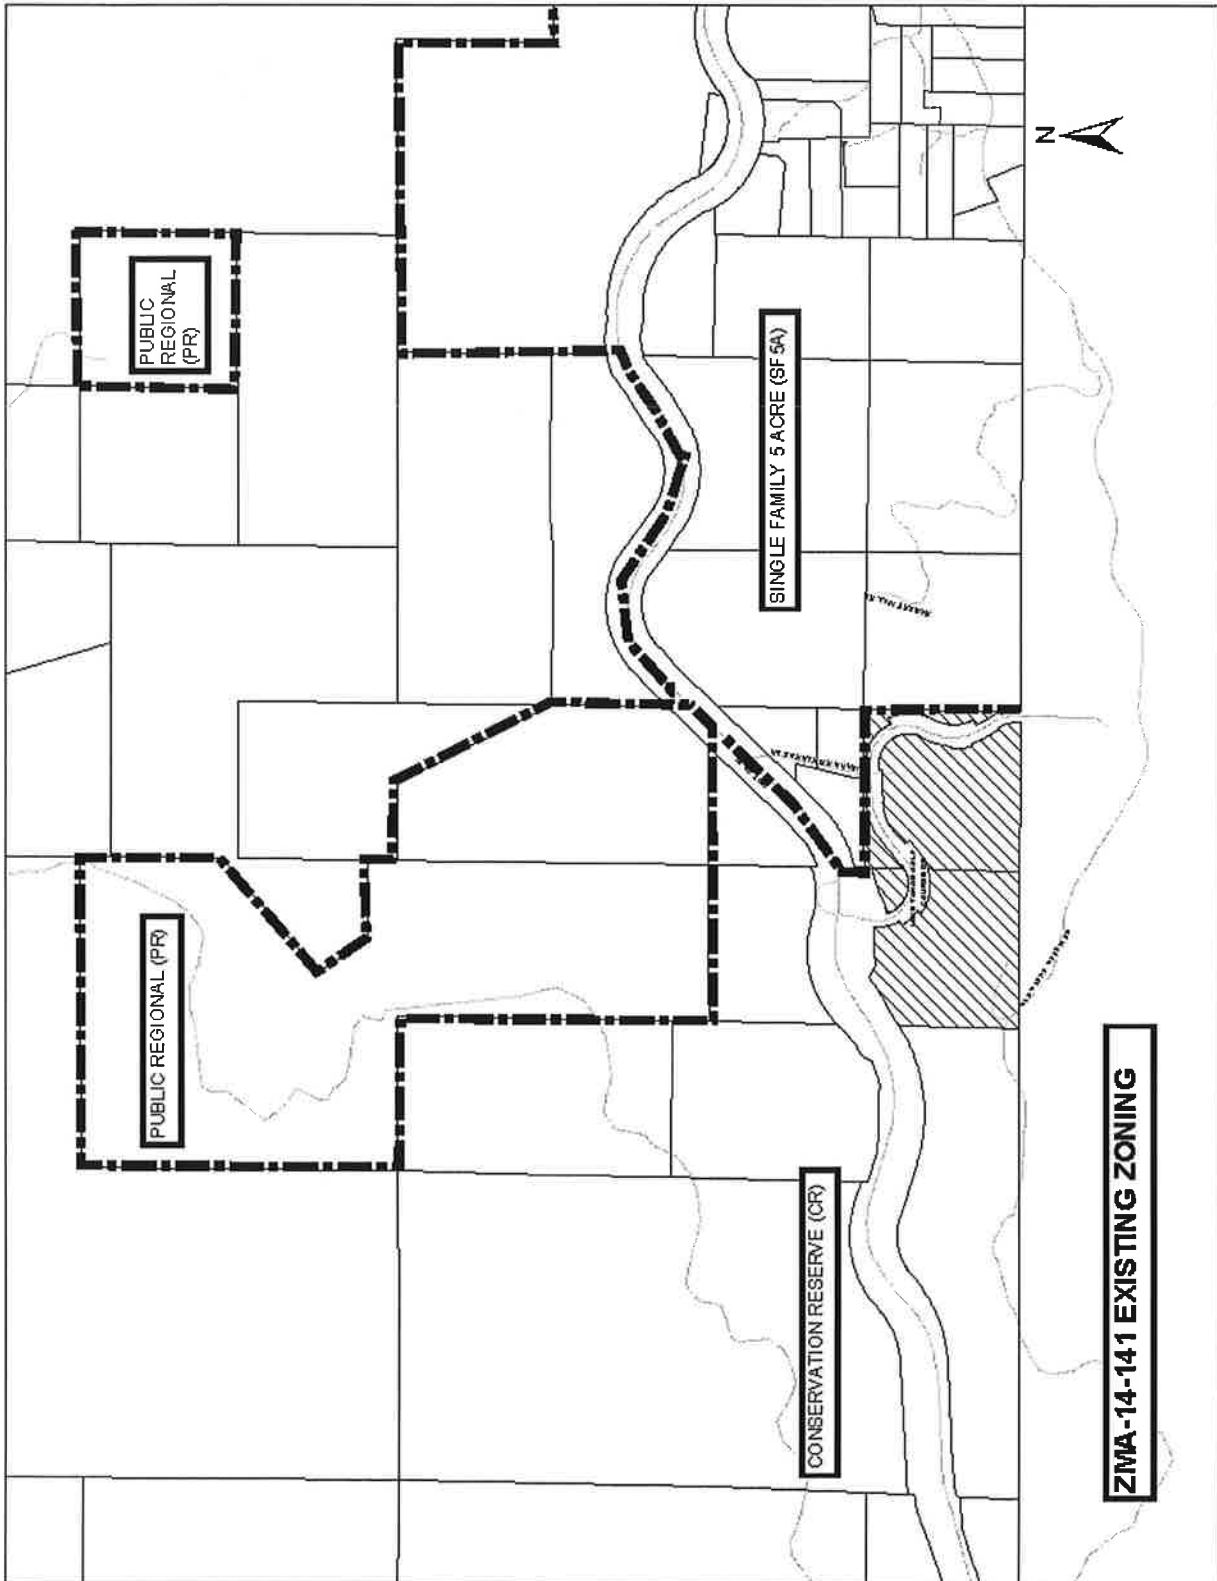 PUBLIC
REGIONAL
(PR)
PUBLIC REGIONAL (PR)
SINGLE FAMILY 5 ACRE (SF 5A)
CONSERVATION RESERVE (CR)
N
ZMA-14-141 EXISTING ZONING